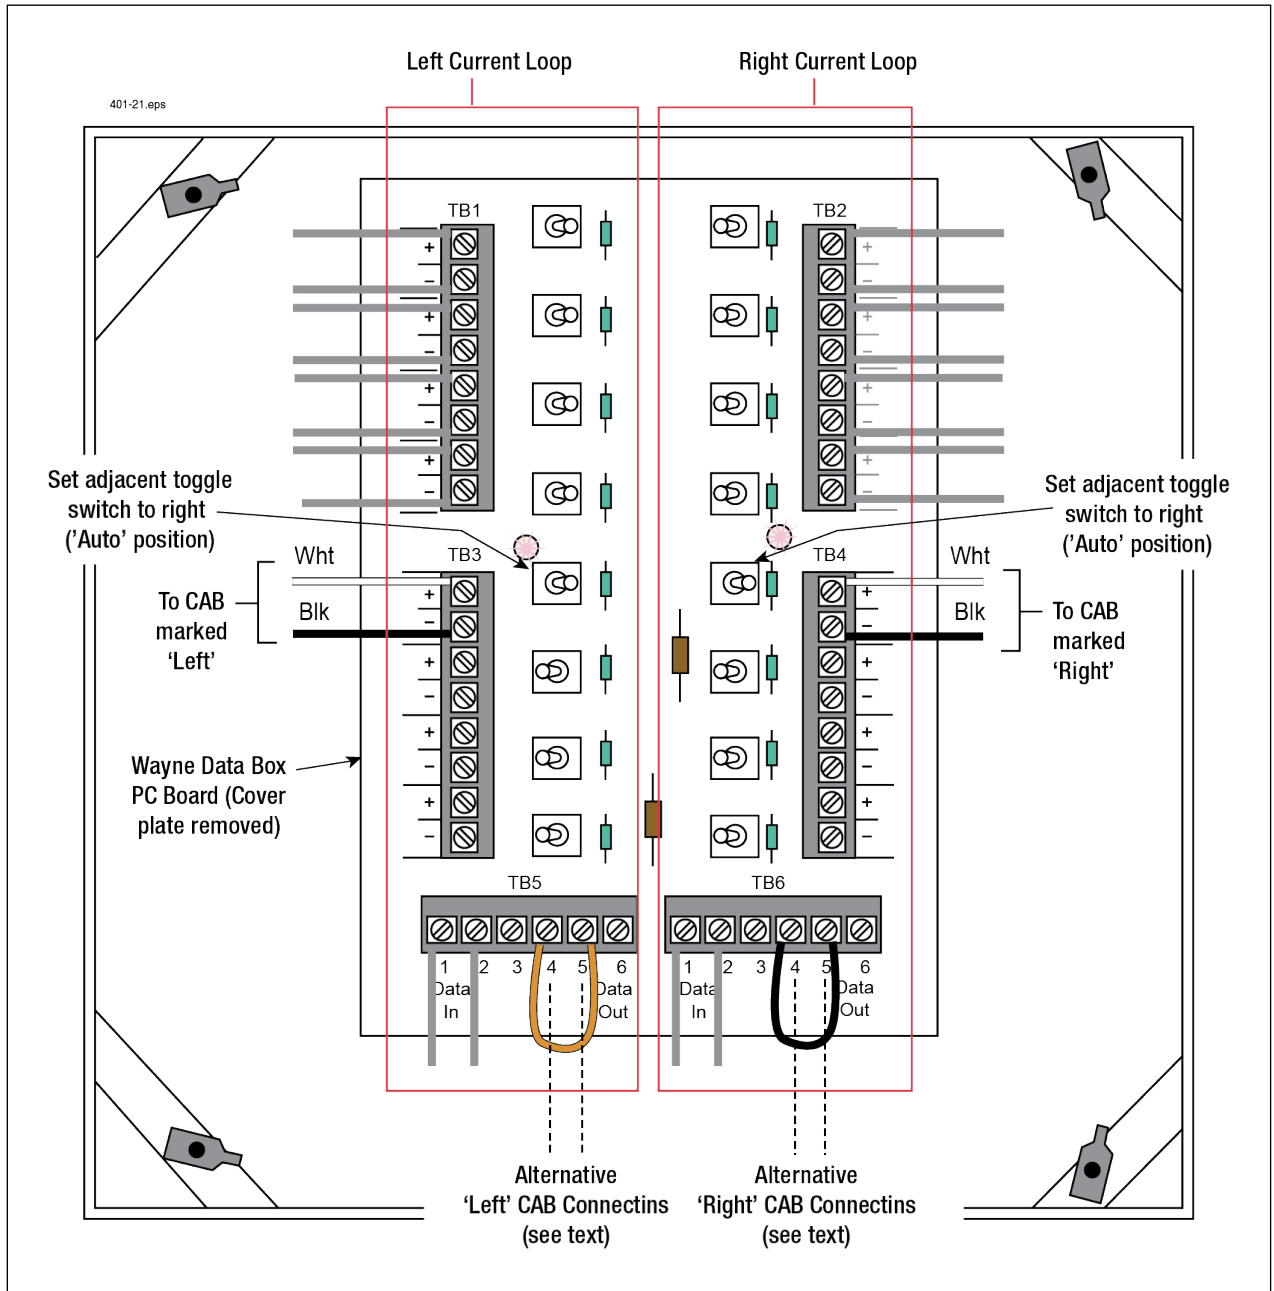 Left Current Loop
Right Current Loop
401-21.eps
TB1
TB2
+
−
+
−
+
−
+
−
+
−
+
−
+
−
+
−
Set adjacent toggle
switch to right
('Auto' position)
Set adjacent toggle
switch to right
('Auto' position)
TB3
TB4
Wht
Blk
Wht
Blk
To CAB
marked
‘Left’
To CAB
marked
‘Right’
+
−
+
−
+
−
+
−
+
−
+
−
+
−
+
−
Wayne Data Box
PC Board (Cover
plate removed)
TB5
TB6
1 2 3 4 5 6
Data
In
Data
Out
1 2 3 4 5 6
Data
In
Data
Out
Alternative
‘Left’ CAB Connectins
(see text)
Alternative
‘Right’ CAB Connectins
(see text)